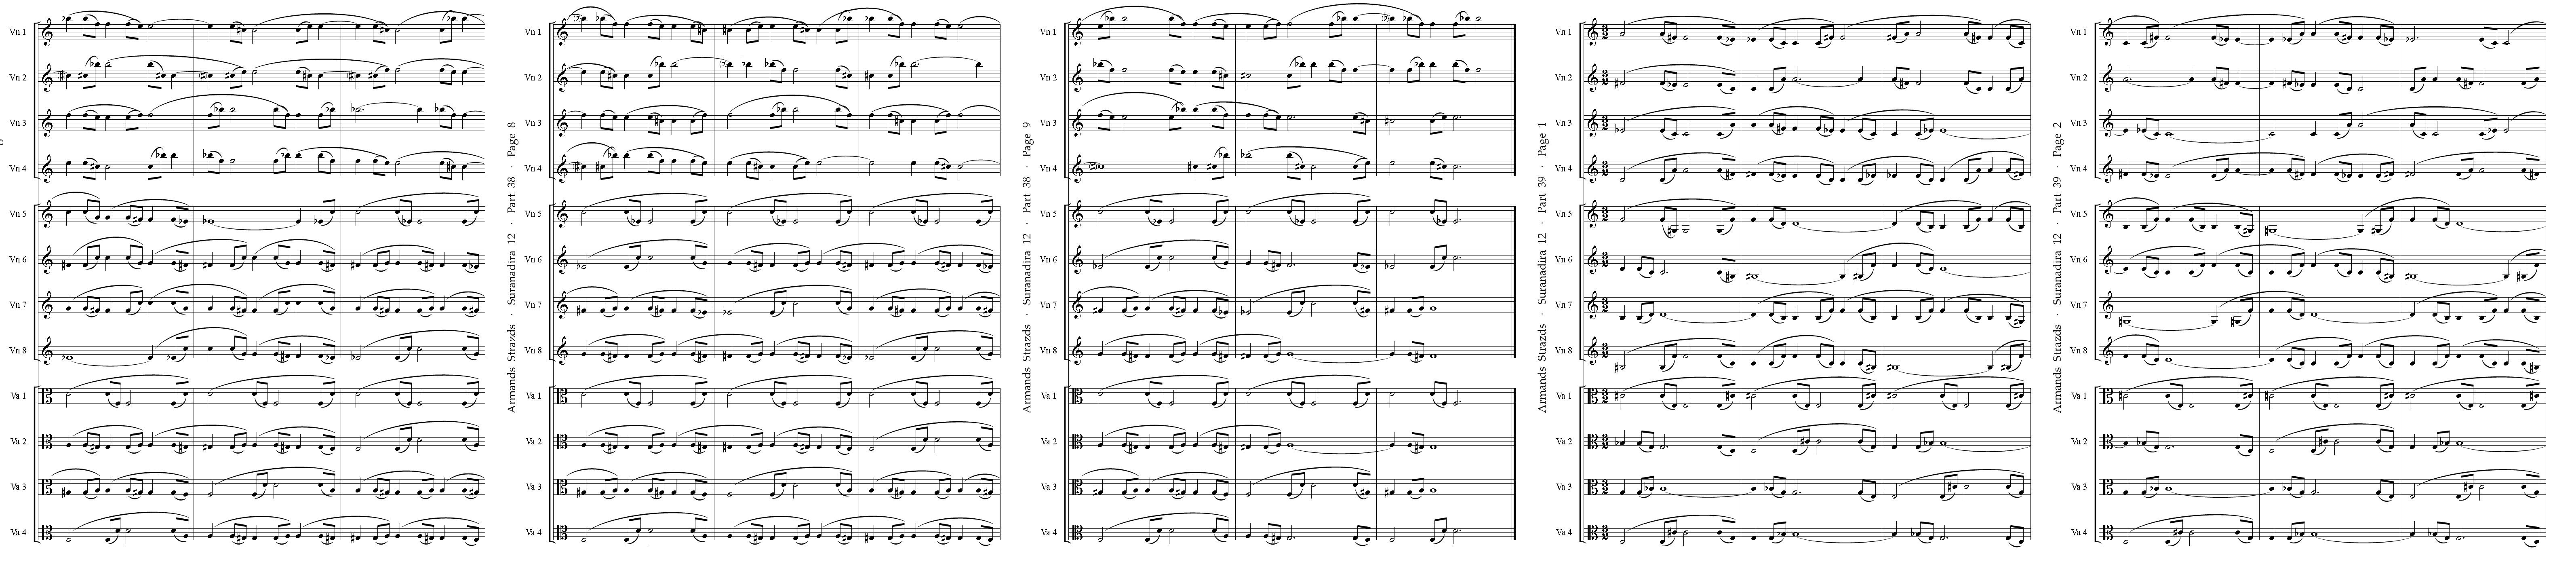 Vn 1
Vn 2
Vn 3
Vn 4
Vn 5
Vn 6
Vn 7
Vn 8
Va 1
Va 2
Va 3
Va 4
Armands Strazds · Suranadira 12 · Part 38 · Page 8
Vn 1
Vn 2
Vn 3
Vn 4
Vn 5
Vn 6
Vn 7
Vn 8
Va 1
Va 2
Va 3
Va 4
Armands Strazds · Suranadira 12 · Part 38 · Page 9
Vn 1
Vn 2
Vn 3
Vn 4
Vn 5
Vn 6
Vn 7
Vn 8
Va 1
Va 2
Va 3
Va 4
Armands Strazds · Suranadira 12 · Part 39 · Page 1
Vn 1
Vn 2
Vn 3
Vn 4
Vn 5
Vn 6
Vn 7
Vn 8
Va 1
Va 2
Va 3
Va 4
Armands Strazds · Suranadira 12 · Part 39 · Page 2
Vn 1
Vn 2
Vn 3
Vn 4
Vn 5
Vn 6
Vn 7
Vn 8
Va 1
Va 2
Va 3
Va 4